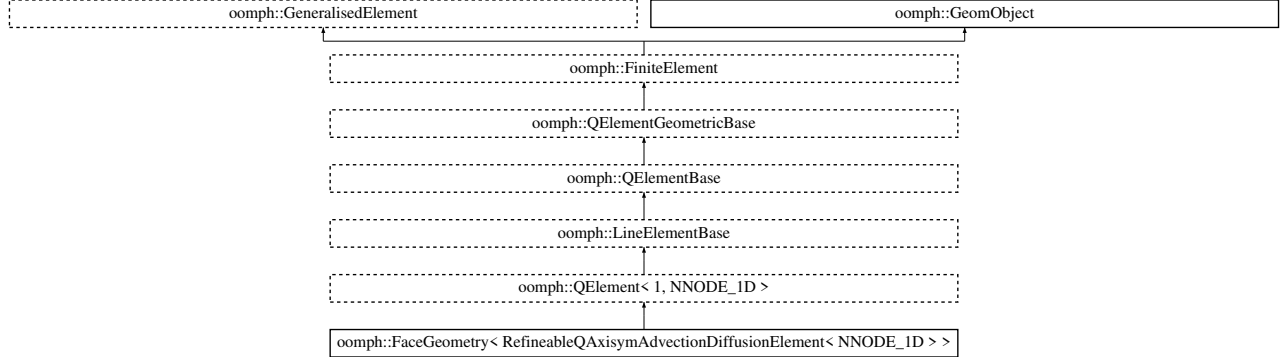 oomph::GeneralisedElement
oomph::GeomObject
oomph::FiniteElement
oomph::QElementGeometricBase
oomph::QElementBase
oomph::LineElementBase
oomph::QElement< 1, NNODE_1D >
oomph::FaceGeometry< RefineableQAxisymAdvectionDiffusionElement< NNODE_1D > >